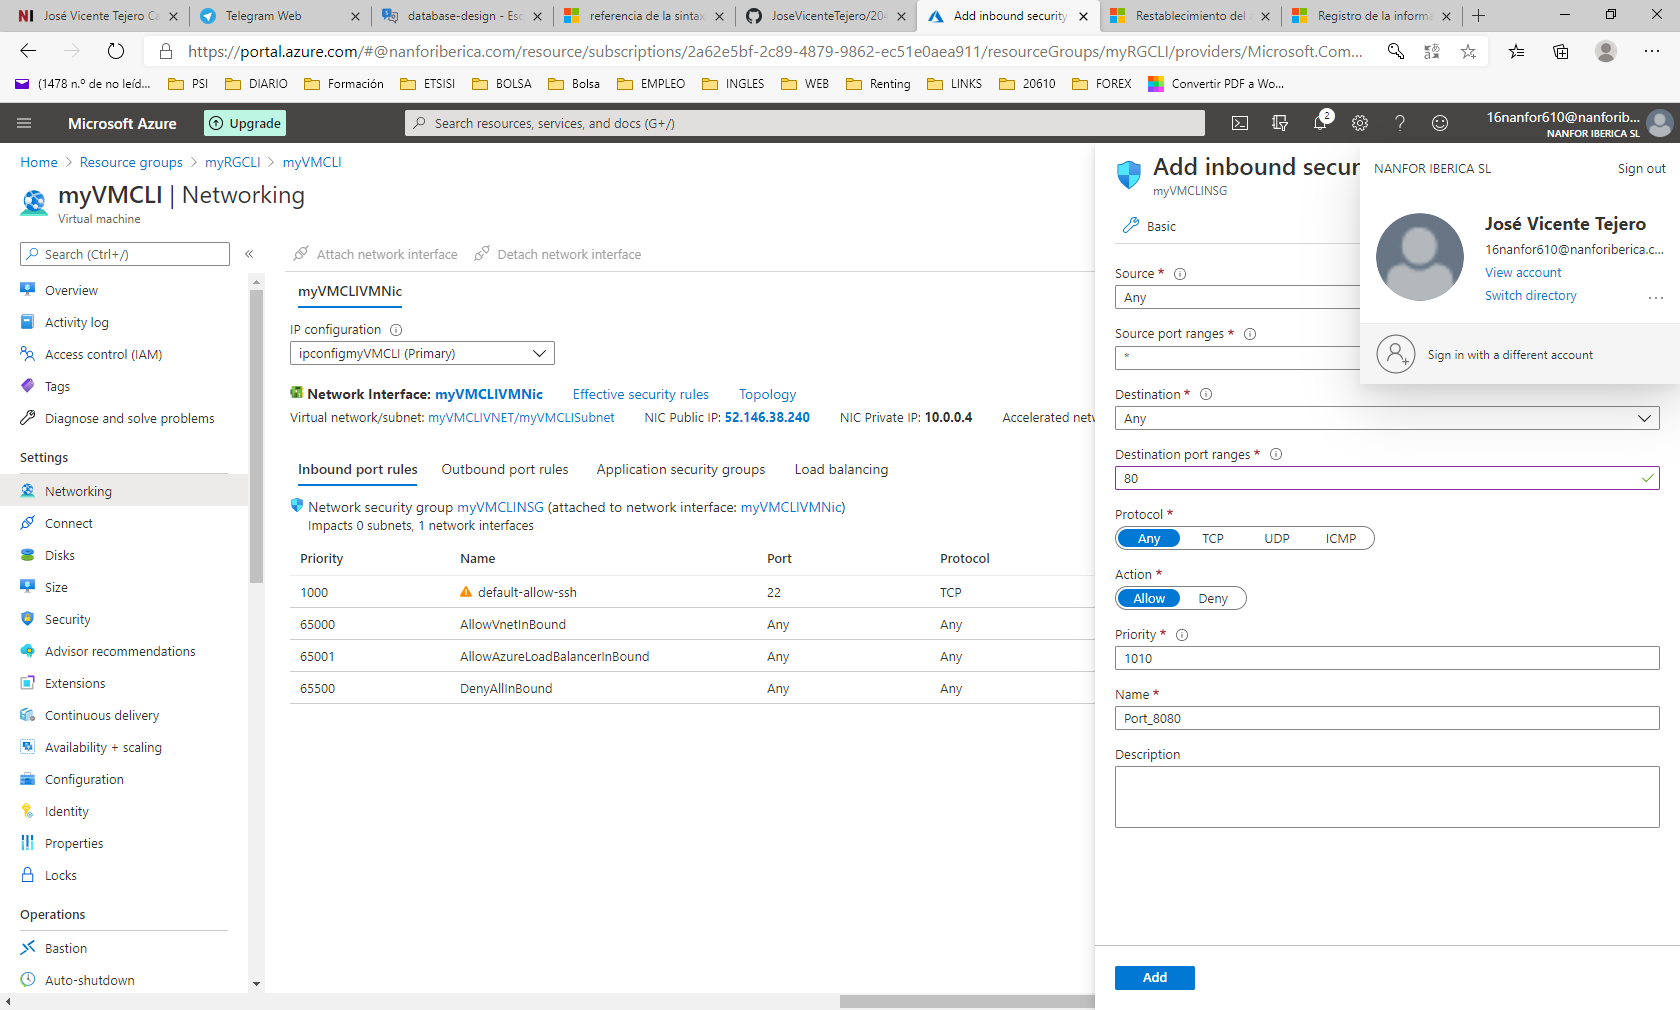 José Vicente Tejero Ca
Telegram Web
database-design - Eso
referencia de la sintax
JoseVicenteTejero/204
Add inbound security
Restablecimiento del
Registro de la informa
https://portal.azure.com/#@nanforiberica.com/resource/subscriptions/2a62e5bf-2c89-4879-9862-ec51e0aea911/resourceGroups/myRGCLI/providers/Microsoft.Com...
(1478 n.º de no leíd...
PSI
DIARIO
Formación
ETSISI
BOLSA
Bolsa
EMPLEO
INGLES
WEB
Renting
LINKS
20610
FOREX
Convertir PDF a Wo...
Microsoft Azure
Upgrade
Search resources, services, and docs (G+/)
2
16nanfor610@nanforib...
NANFOR IBERICA SL
Home > Resource groups > myRGCLI > myVMCLI
myVMCLI | Networking
Virtual machine
Search (Ctrl+/)
«
Overview
Activity log
Access control (IAM)
Tags
Diagnose and solve problems
Settings
Networking
Connect
Disks
Size
Security
Advisor recommendations
Extensions
Continuous delivery
Availability + scaling
Configuration
Identity
Properties
Locks
Operations
Bastion
Auto-shutdown
Attach network interface
Detach network interface
myVMCLIVMNic
IP configuration
ipconfigmyVMCLI (Primary)
Network Interface: myVMCLIVMNic
Effective security rules
Topology
Virtual network/subnet: myVMCLIVNET/myVMCLISubnet
NIC Public IP: 52.146.38.240
NIC Private IP: 10.0.0.4
Accelerated netw
Inbound port rules
Outbound port rules
Application security groups
Load balancing
Network security group myVMCLINSG (attached to network interface: myVMCLIVMNic)
Impacts 0 subnets, 1 network interfaces
Priority Name Port Protocol
1000 default-allow-ssh 22 TCP
65000 AllowVnetInBound Any Any
65001 AllowAzureLoadBalancerInBound Any Any
65500 DenyAllInBound Any Any
Add inbound secur
myVMCLINSG
Basic
Source *
Any
Source port ranges *
*
Destination *
Any
Destination port ranges *
80
Protocol *
Any TCP UDP ICMP
Action *
Allow Deny
Priority *
1010
Name *
Port_8080
Description
Add
NANFOR IBERICA SL
Sign out
José Vicente Tejero
16nanfor610@nanforiberica.c...
View account
Switch directory
...
Sign in with a different account